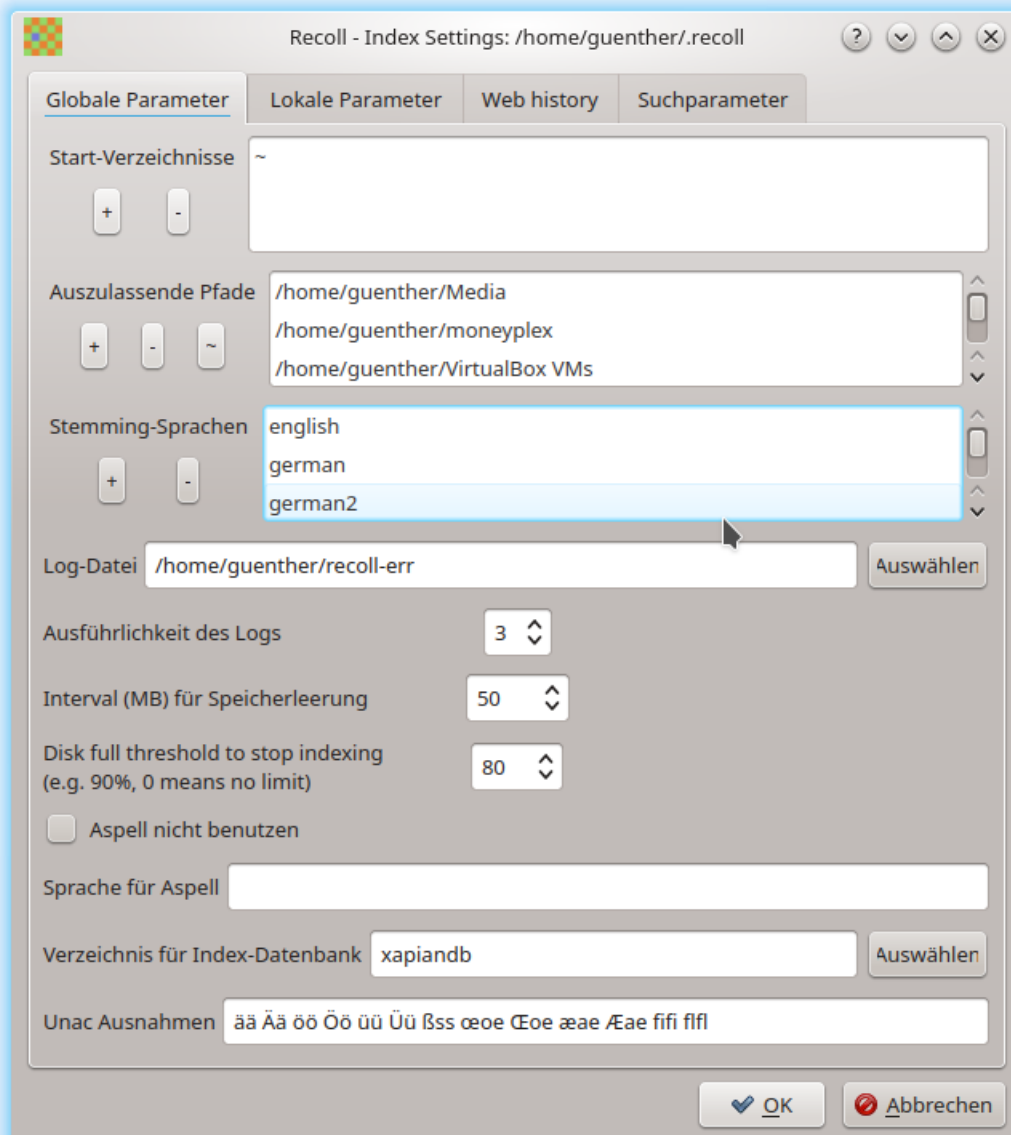 Recoll - Index Settings: /home/guenther/.recoll
Globale Parameter Lokale Parameter Web history Suchparameter
Start-Verzeichnisse ~
+ -
Auszulassende Pfade /home/guenther/Media
+ - ~ /home/guenther/moneyplex
/home/guenther/VirtualBox VMs
Stemming-Sprachen english
+ - german
german2
Log-Datei /home/guenther/recoll-err Auswählen
Ausführlichkeit des Logs 3
Interval (MB) für Speicherleerung 50
Disk full threshold to stop indexing
(e.g. 90%, 0 means no limit) 80
Aspell nicht benutzen
Sprache für Aspell
Verzeichnis für Index-Datenbank xapiandb Auswählen
Unac Ausnahmen ää Ää öö Öö üü Üü ßss œoe Œoe æae Æae ﬁfi ﬂfl
OK Abbrechen